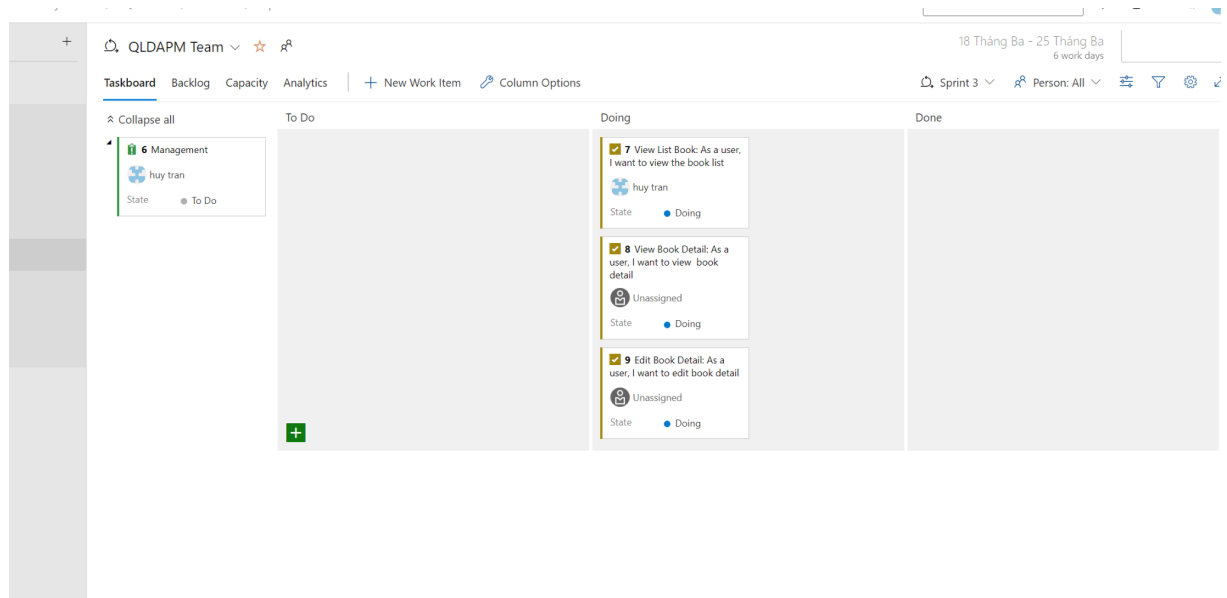 QLDAPM Team
18 Tháng Ba - 25 Tháng Ba
6 work days
Taskboard Backlog Capacity Analytics New Work Item Column Options Sprint 3 Person: All
Collapse all To Do Doing Done
6 Management
huy tran
State To Do
7 View List Book: As a user,
I want to view the book list
huy tran
State Doing
8 View Book Detail: As a
user, I want to view book
detail
Unassigned
State Doing
9 Edit Book Detail: As a
user, I want to edit book detail
Unassigned
State Doing